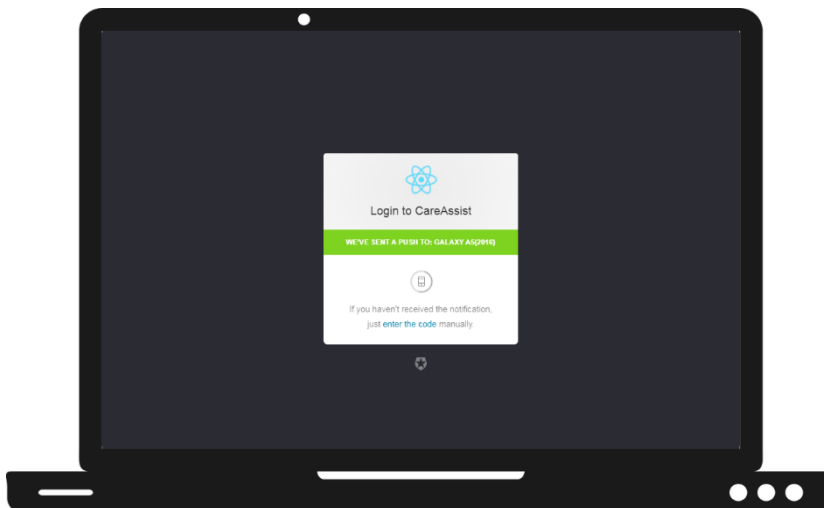 Login to CareAssist
WE'VE SENT A PUSH TO: GALAXY A5(2016)
If you haven't received the notification,
just enter the code manually.